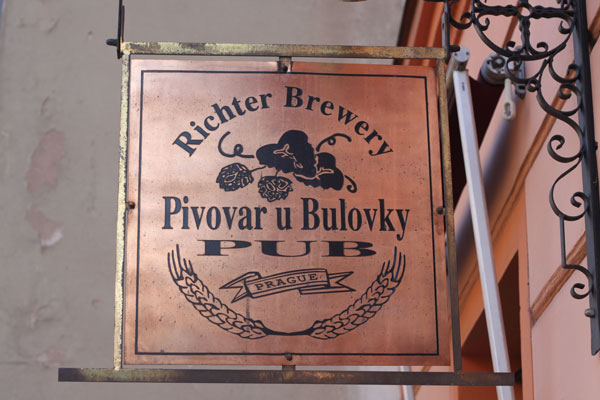 Richter Brewery
Pivovar u Bulovky
PUB
PRAGUE